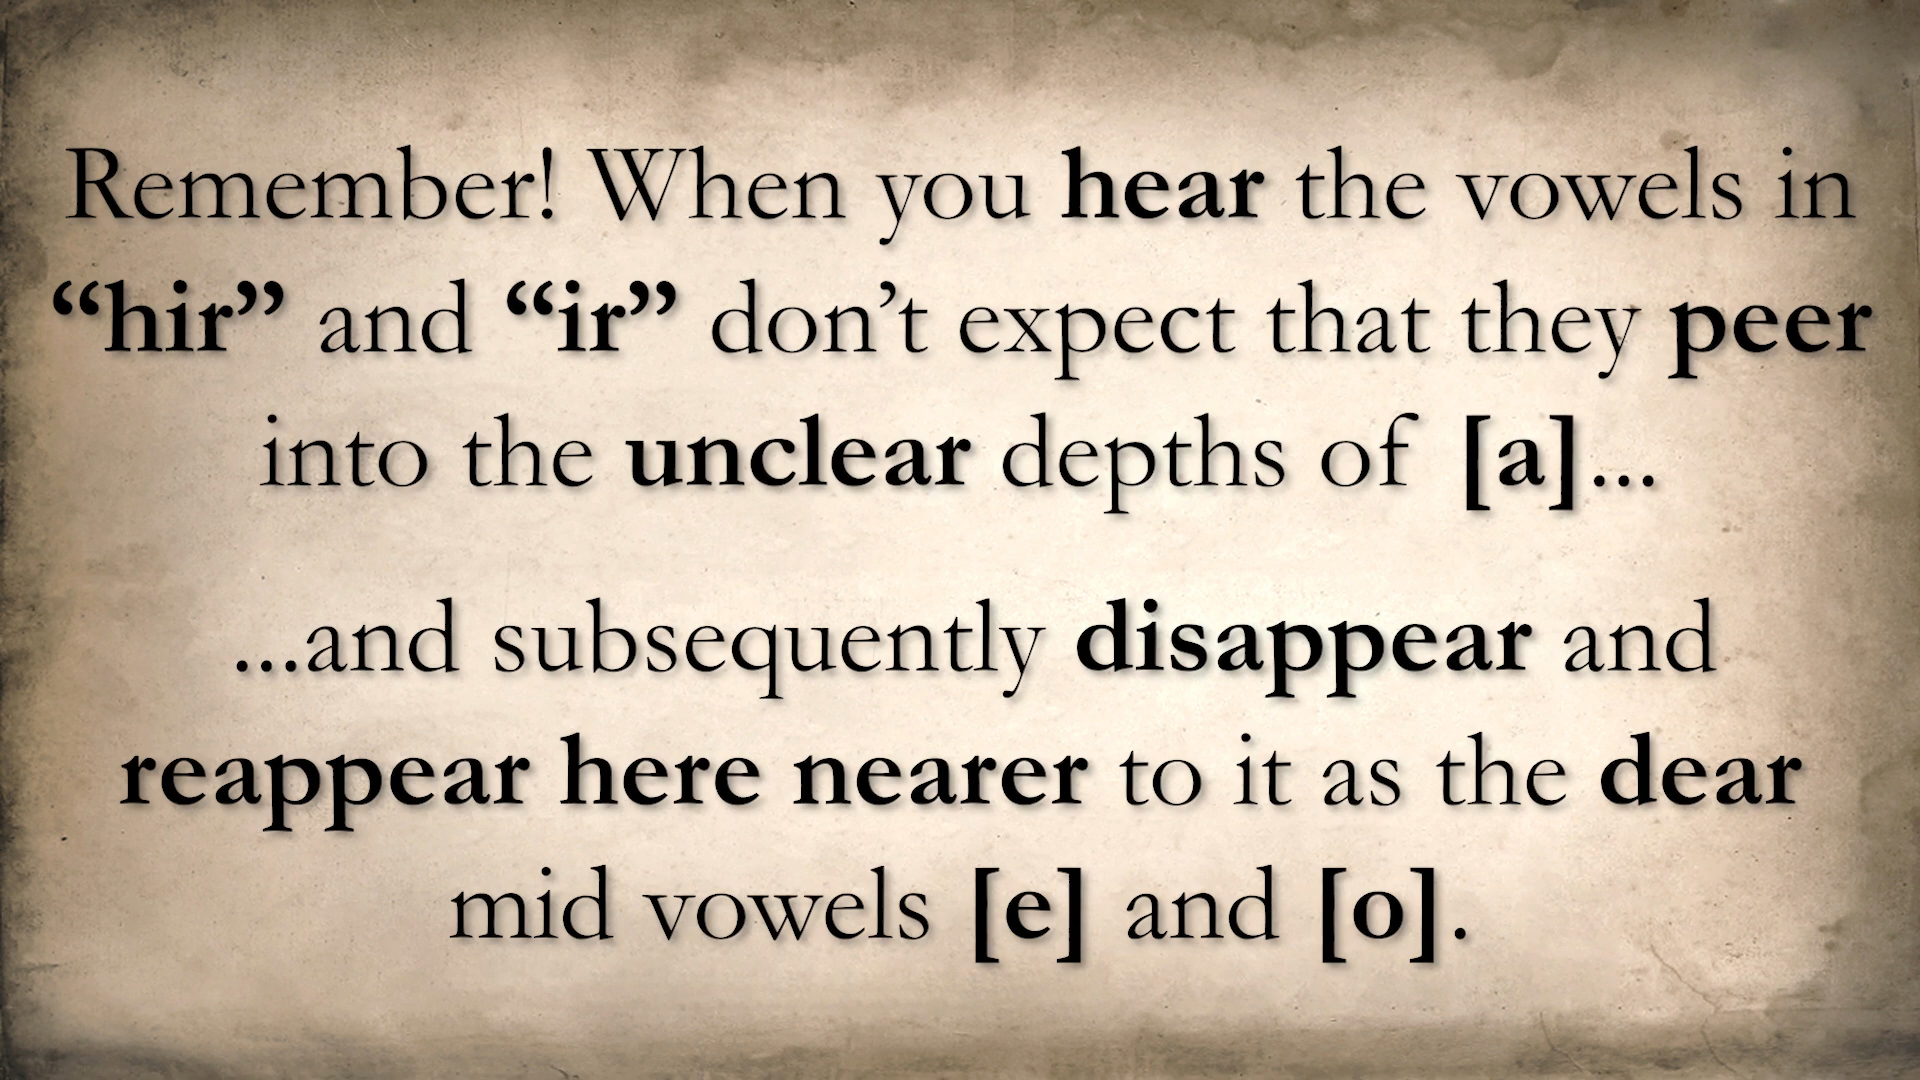 Remember! When you hear the vowels in
“hir” and “ir” don’t expect that they peer
into the unclear depths of [a]...
...and subsequently disappear and
reappear here nearer to it as the dear
mid vowels [e] and [o].